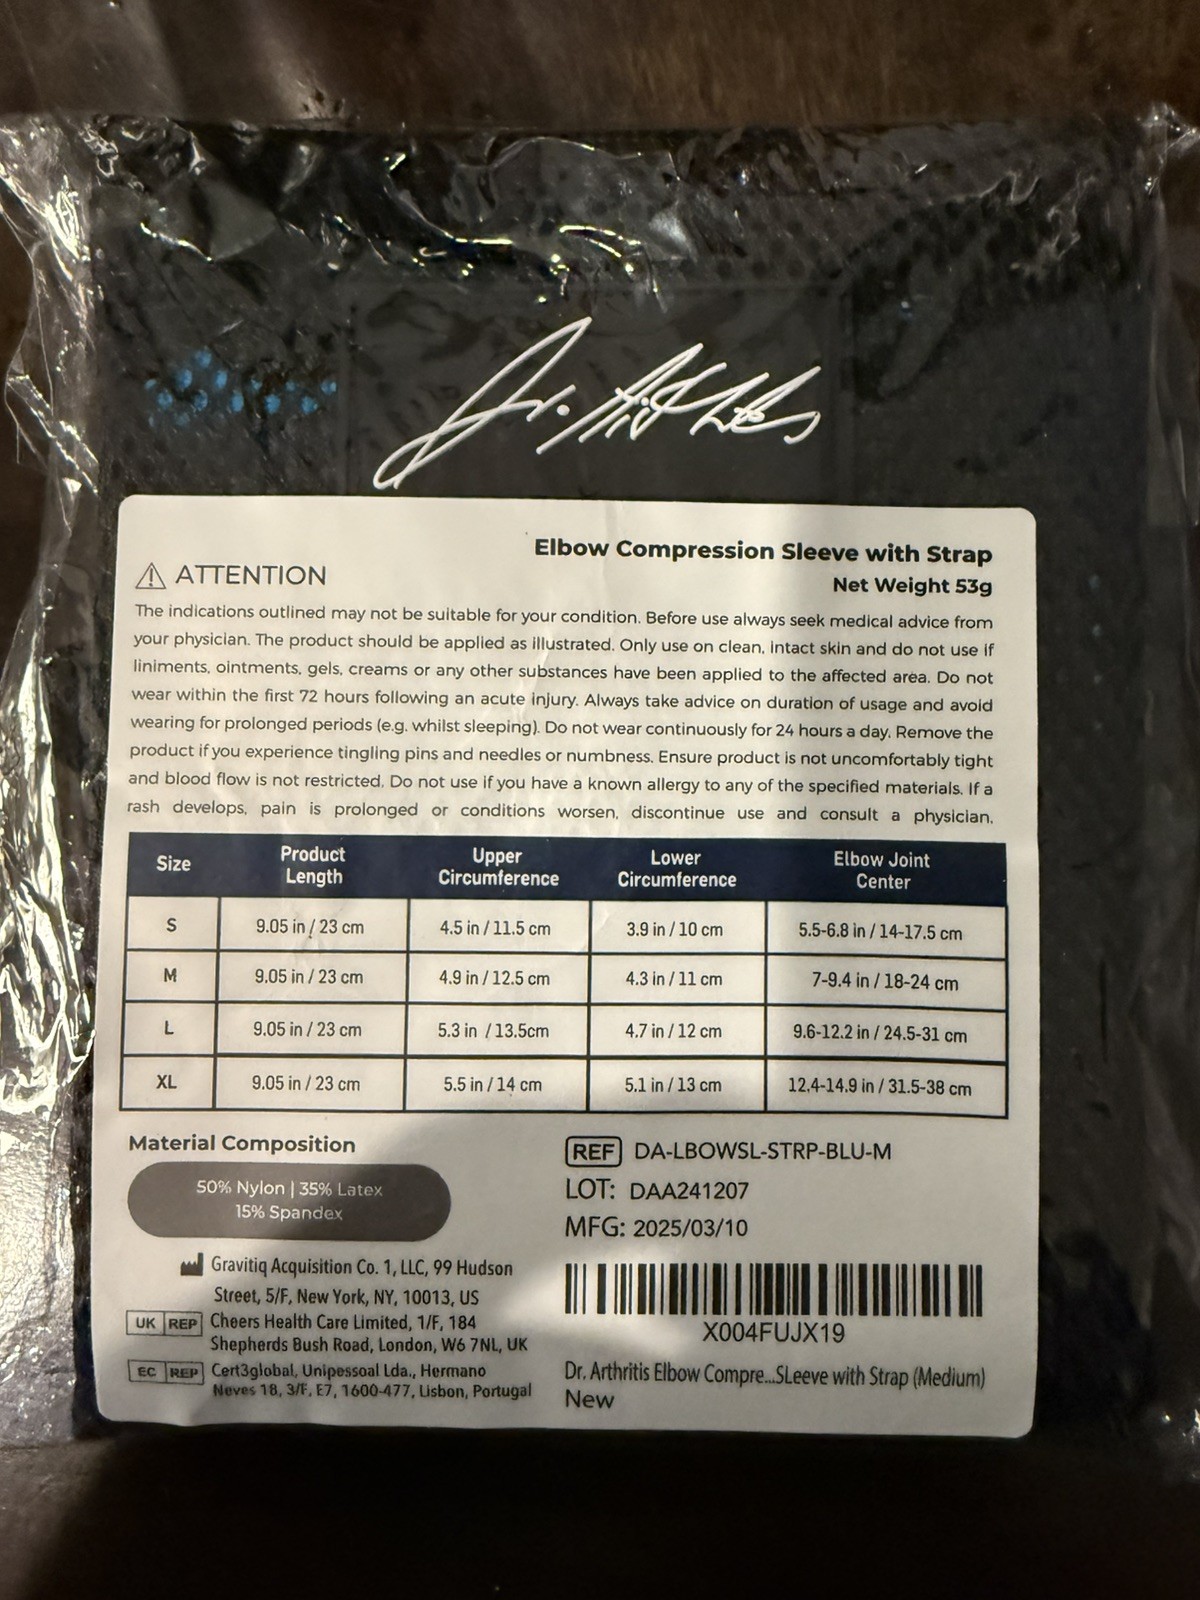 Dr. Arthritis
Elbow Compression Sleeve with Strap
Net Weight 53g
ATTENTION
The indications outlined may not be suitable for your condition. Before use always seek medical advice from
your physician. The product should be applied as illustrated. Only use on clean, intact skin and do not use if
liniments, ointments, gels, creams or any other substances have been applied to the affected area. Do not
wear within the first 72 hours following an acute injury. Always take advice on duration of usage and avoid
wearing for prolonged periods (e.g. whilst sleeping). Do not wear continuously for 24 hours a day. Remove the
product if you experience tingling pins and needles or numbness. Ensure product is not uncomfortably tight
and blood flow is not restricted. Do not use if you have a known allergy to any of the specified materials. If a
rash develops, pain is prolonged or conditions worsen, discontinue use and consult a physician.
Size Product Length Upper Circumference Lower Circumference Elbow Joint Center
S 9.05 in / 23 cm 4.5 in / 11.5 cm 3.9 in / 10 cm 5.5-6.8 in / 14-17.5 cm
M 9.05 in / 23 cm 4.9 in / 12.5 cm 4.3 in / 11 cm 7-9.4 in / 18-24 cm
L 9.05 in / 23 cm 5.3 in / 13.5cm 4.7 in / 12 cm 9.6-12.2 in / 24.5-31 cm
XL 9.05 in / 23 cm 5.5 in / 14 cm 5.1 in / 13 cm 12.4-14.9 in / 31.5-38 cm
Material Composition
50% Nylon | 35% Latex
15% Spandex
Gravitiq Acquisition Co. 1, LLC, 99 Hudson
Street, 5/F, New York, NY, 10013, US
UK REP Cheers Health Care Limited, 1/F, 184
Shepherds Bush Road, London, W6 7NL, UK
EC REP Cert3global, Unipessoal Lda., Hermano
Neves 18, 3/F, E7, 1600-477, Lisbon, Portugal
REF DA-LBOWSL-STRP-BLU-M
LOT: DAA241207
MFG: 2025/03/10
X004FUJX19
Dr. Arthritis Elbow Compre...SLeeve with Strap (Medium)
New